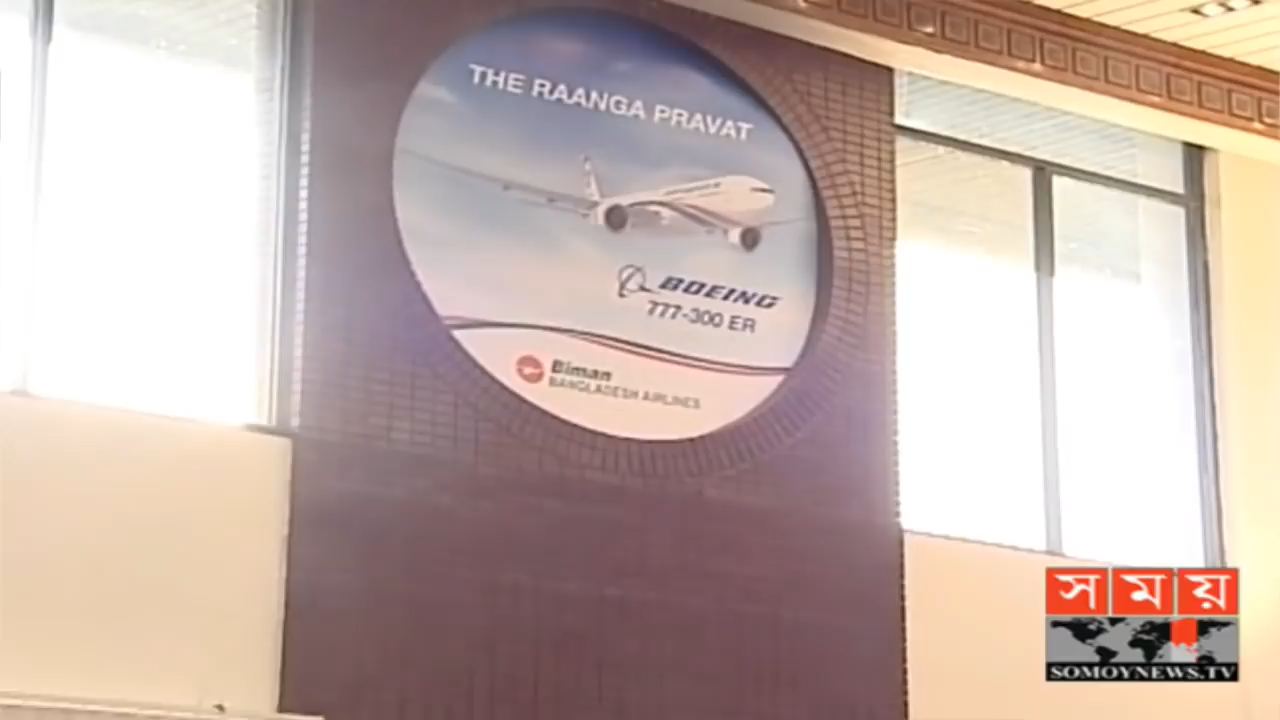 THE RAANGA PRAVAT
BOEING
777-300 ER
Biman
BANGLADESH AIRLINES
সময়
SOMOYNEWS.TV